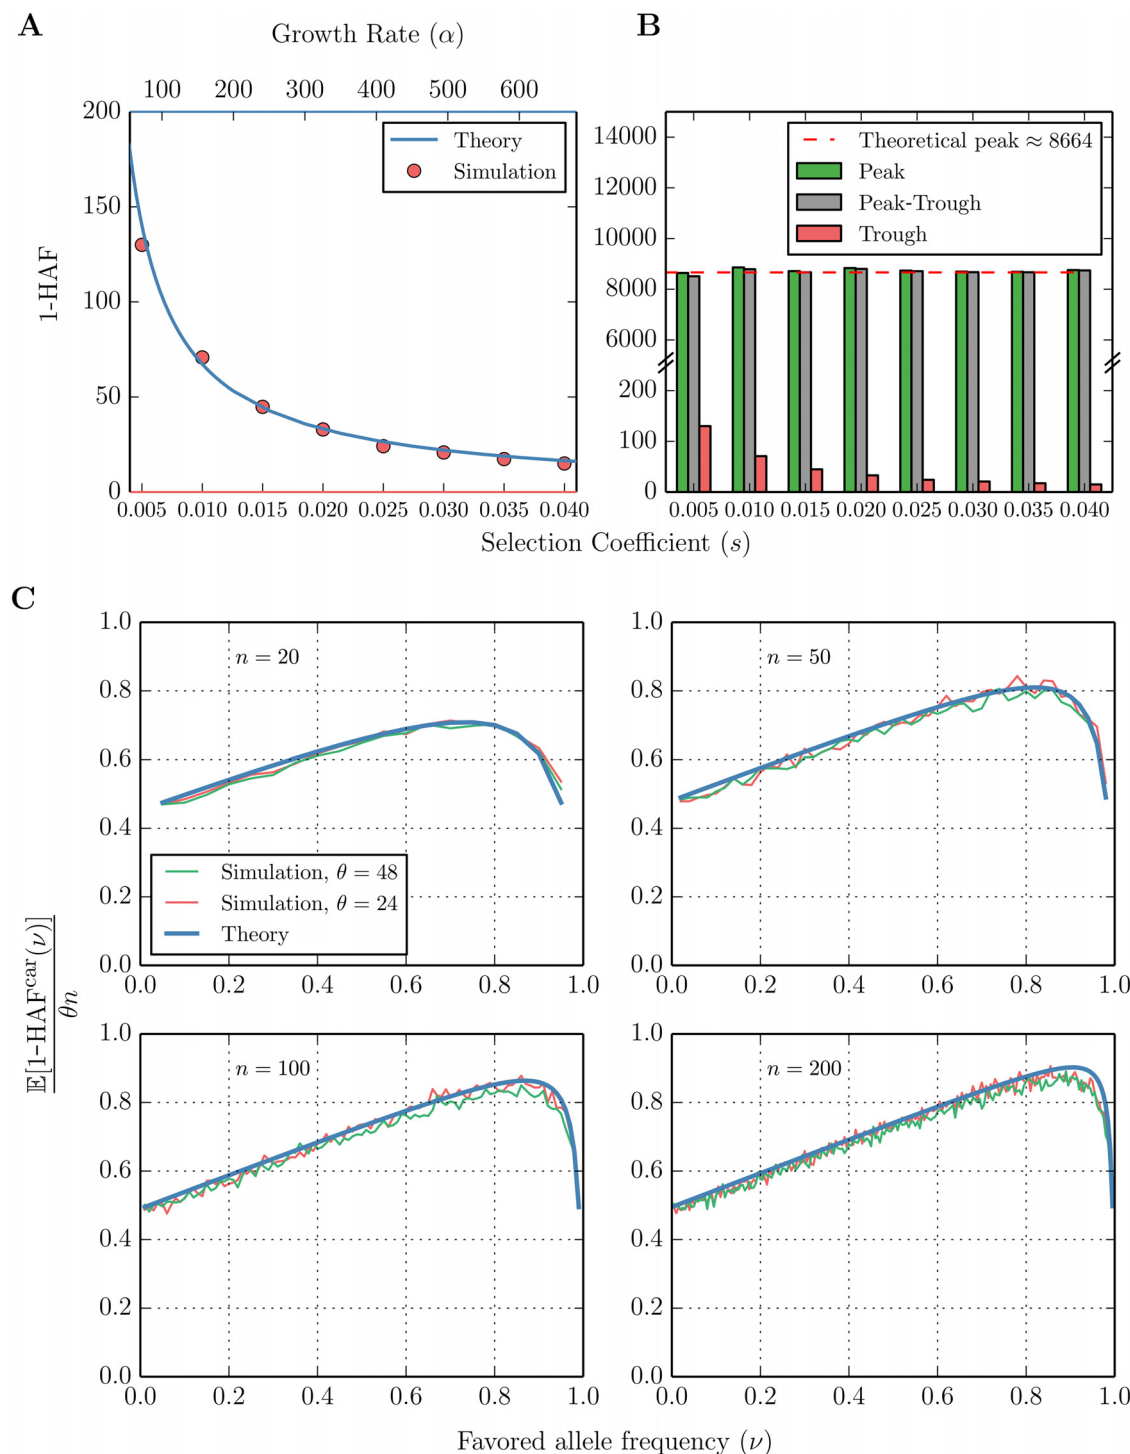 A
B
Growth Rate (α)
100 200 300 400 500 600
200
150
100
50
0
1-HAF
Theory
Simulation
0.005 0.010 0.015 0.020 0.025 0.030 0.035 0.040
14000
12000
10000
8000
6000
200
100
0
Theoretical peak ≈ 8664
Peak
Peak-Trough
Trough
0.005 0.010 0.015 0.020 0.025 0.030 0.035 0.040
Selection Coefficient (s)
C
1.0
0.8
0.6
0.4
0.2
0.0
n = 20
Simulation, θ = 48
Simulation, θ = 24
Theory
0.0 0.2 0.4 0.6 0.8 1.0
1.0
0.8
0.6
0.4
0.2
0.0
n = 50
0.0 0.2 0.4 0.6 0.8 1.0
𝔼[1-HAF^car(ν)]
θn
1.0
0.8
0.6
0.4
0.2
0.0
n = 100
0.0 0.2 0.4 0.6 0.8 1.0
1.0
0.8
0.6
0.4
0.2
0.0
n = 200
0.0 0.2 0.4 0.6 0.8 1.0
Favored allele frequency (ν)